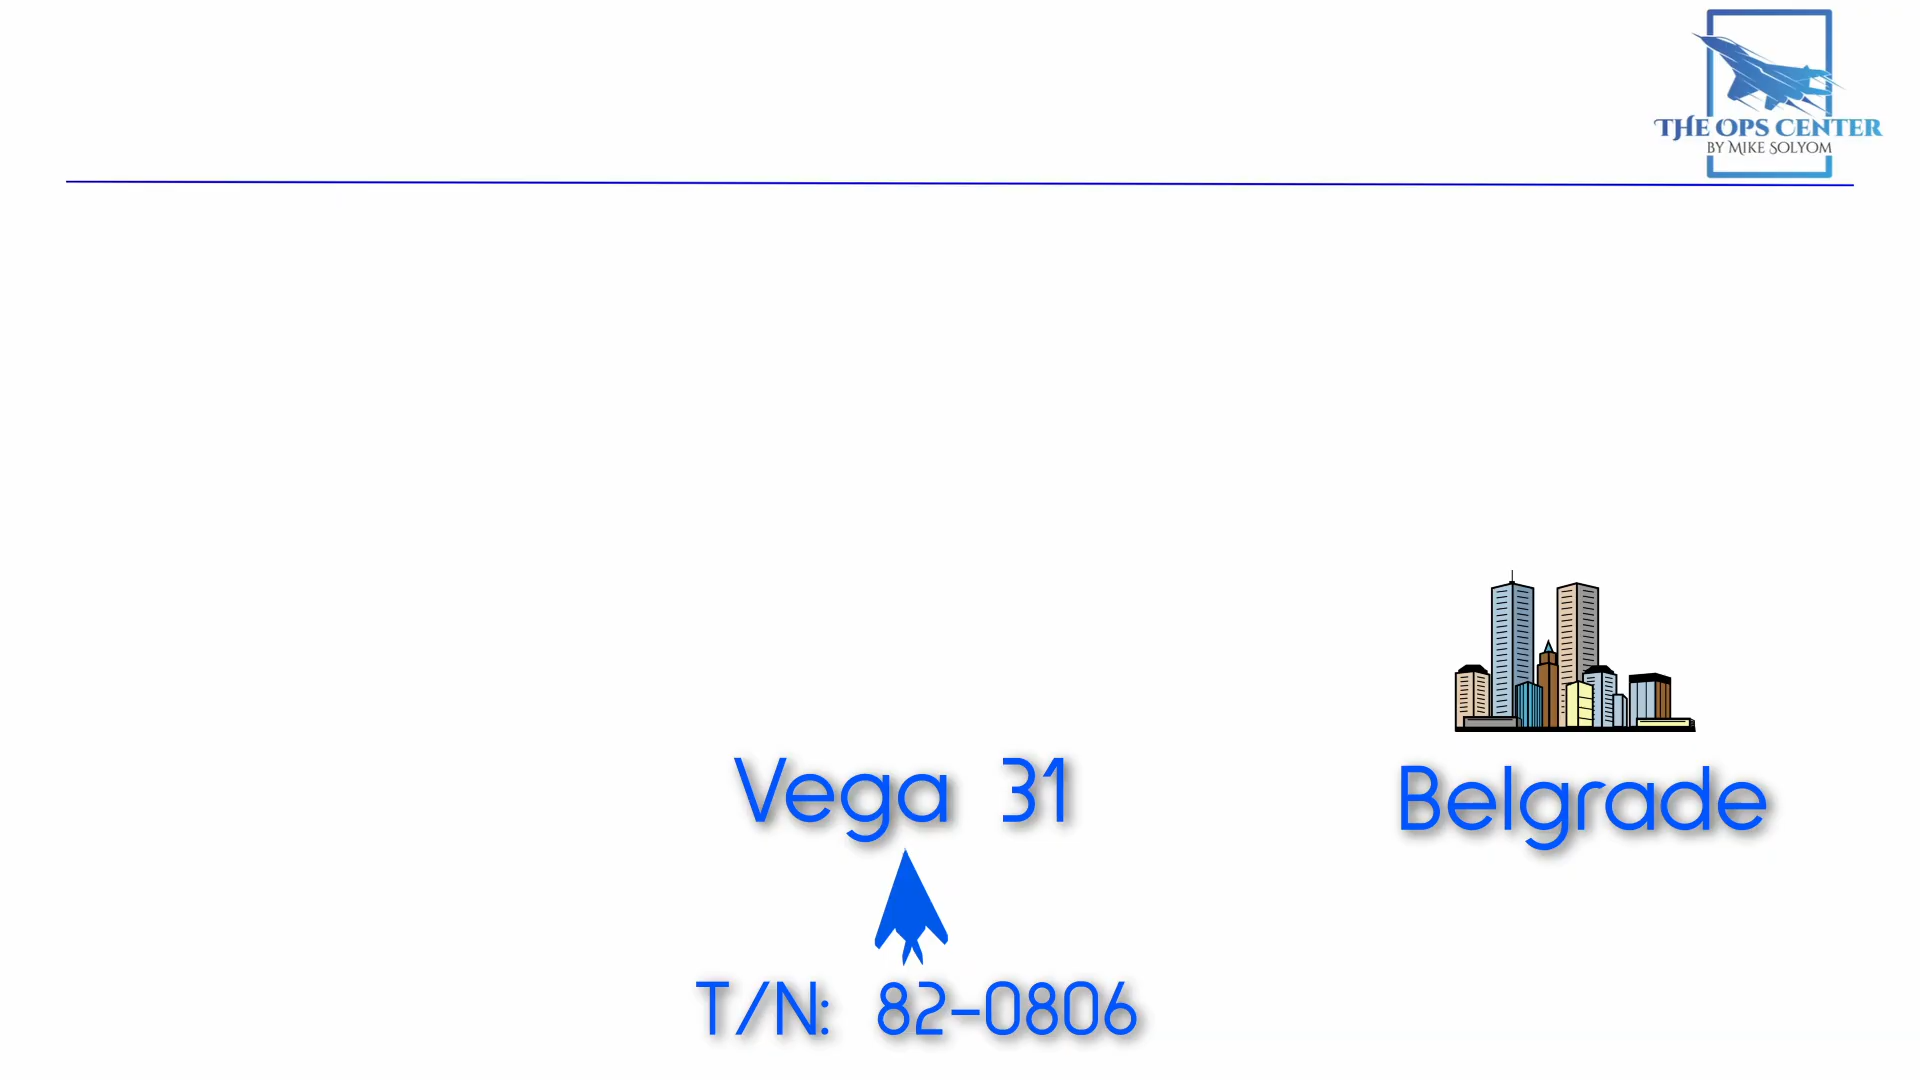 THE OPS CENTER
BY MIKE SOLYOM
Vega 31
Belgrade
T/N: 82-0806